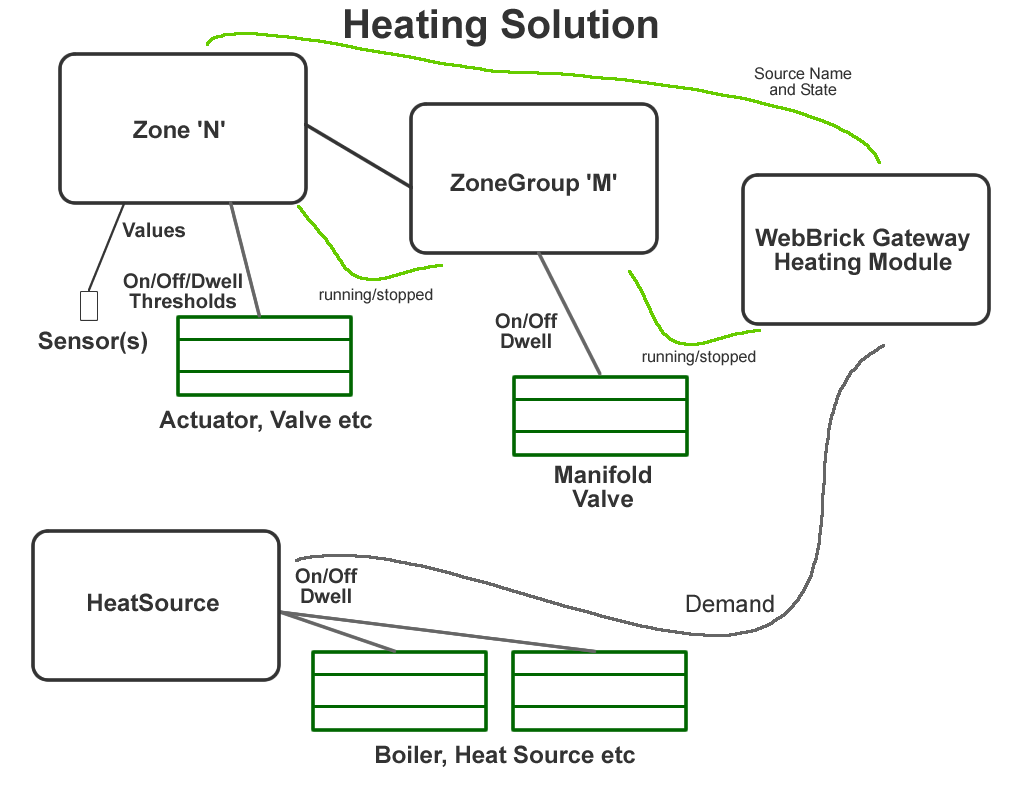 Heating Solution
Source Name
and State
Zone 'N'
ZoneGroup 'M'
WebBrick Gateway
Heating Module
Values
On/Off/Dwell
Thresholds
running/stopped
Sensor(s)
On/Off
Dwell
running/stopped
Actuator, Valve etc
Manifold
Valve
HeatSource
On/Off
Dwell
Demand
Boiler, Heat Source etc